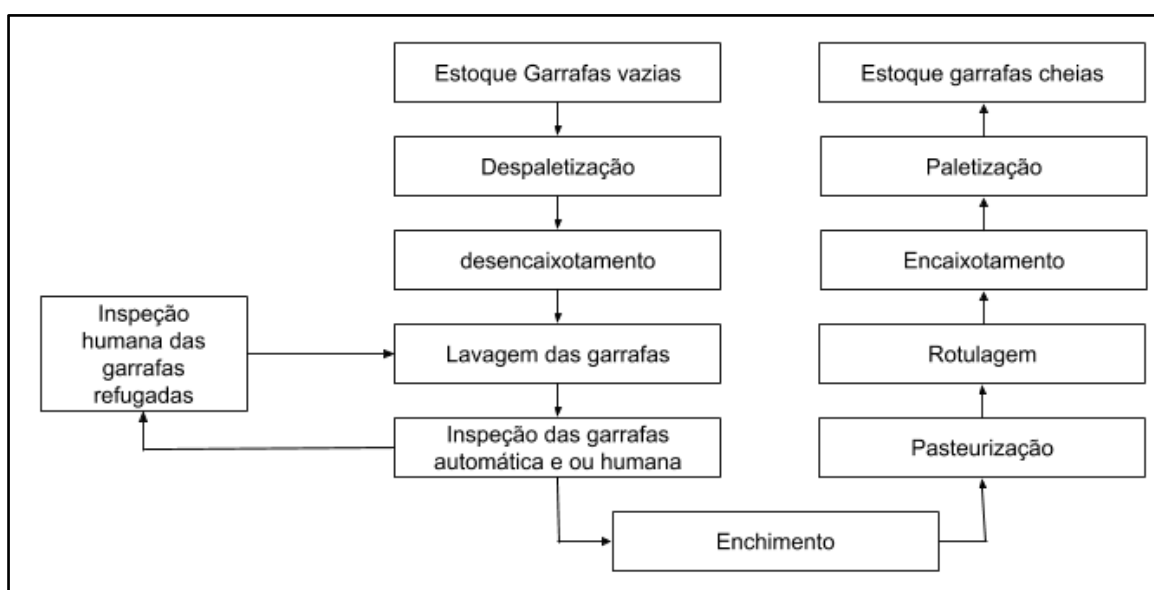 Estoque Garrafas vazias
Despaletização
desencaixotamento
Inspeção
humana das
garrafas
refugadas
Lavagem das garrafas
Inspeção das garrafas
automática e ou humana
Enchimento
Pasteurização
Rotulagem
Encaixotamento
Paletização
Estoque garrafas cheias